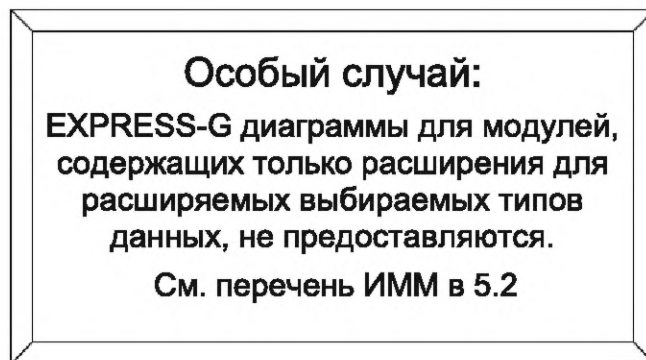 Особый случай:
EXPRESS-G диаграммы для модулей,
содержащих только расширения для
расширяемых выбираемых типов
данных, не предоставляются.
См. перечень ИММ в 5.2